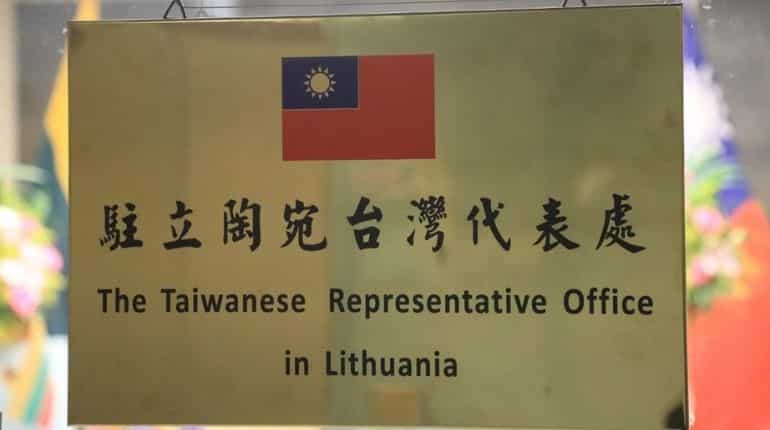 駐立陶宛台灣代表處
The Taiwanese Representative Office
in Lithuania